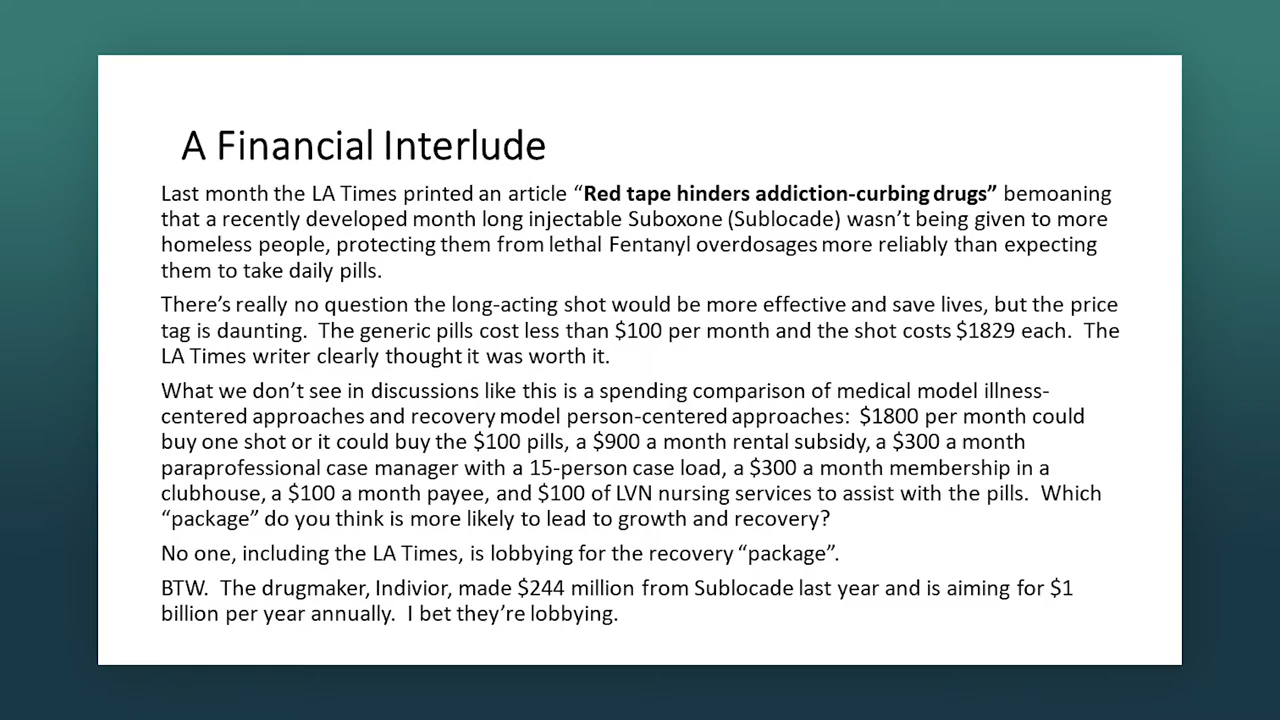 A Financial Interlude
Last month the LA Times printed an article “Red tape hinders addiction-curbing drugs” bemoaning
that a recently developed month long injectable Suboxone (Sublocade) wasn’t being given to more
homeless people, protecting them from lethal Fentanyl overdosages more reliably than expecting
them to take daily pills.
There’s really no question the long-acting shot would be more effective and save lives, but the price
tag is daunting.  The generic pills cost less than $100 per month and the shot costs $1829 each.  The
LA Times writer clearly thought it was worth it.
What we don’t see in discussions like this is a spending comparison of medical model illness-
centered approaches and recovery model person-centered approaches:  $1800 per month could
buy one shot or it could buy the $100 pills, a $900 a month rental subsidy, a $300 a month
paraprofessional case manager with a 15-person case load, a $300 a month membership in a
clubhouse, a $100 a month payee, and $100 of LVN nursing services to assist with the pills.  Which
“package” do you think is more likely to lead to growth and recovery?
No one, including the LA Times, is lobbying for the recovery “package”.
BTW.  The drugmaker, Indivior, made $244 million from Sublocade last year and is aiming for $1
billion per year annually.  I bet they’re lobbying.